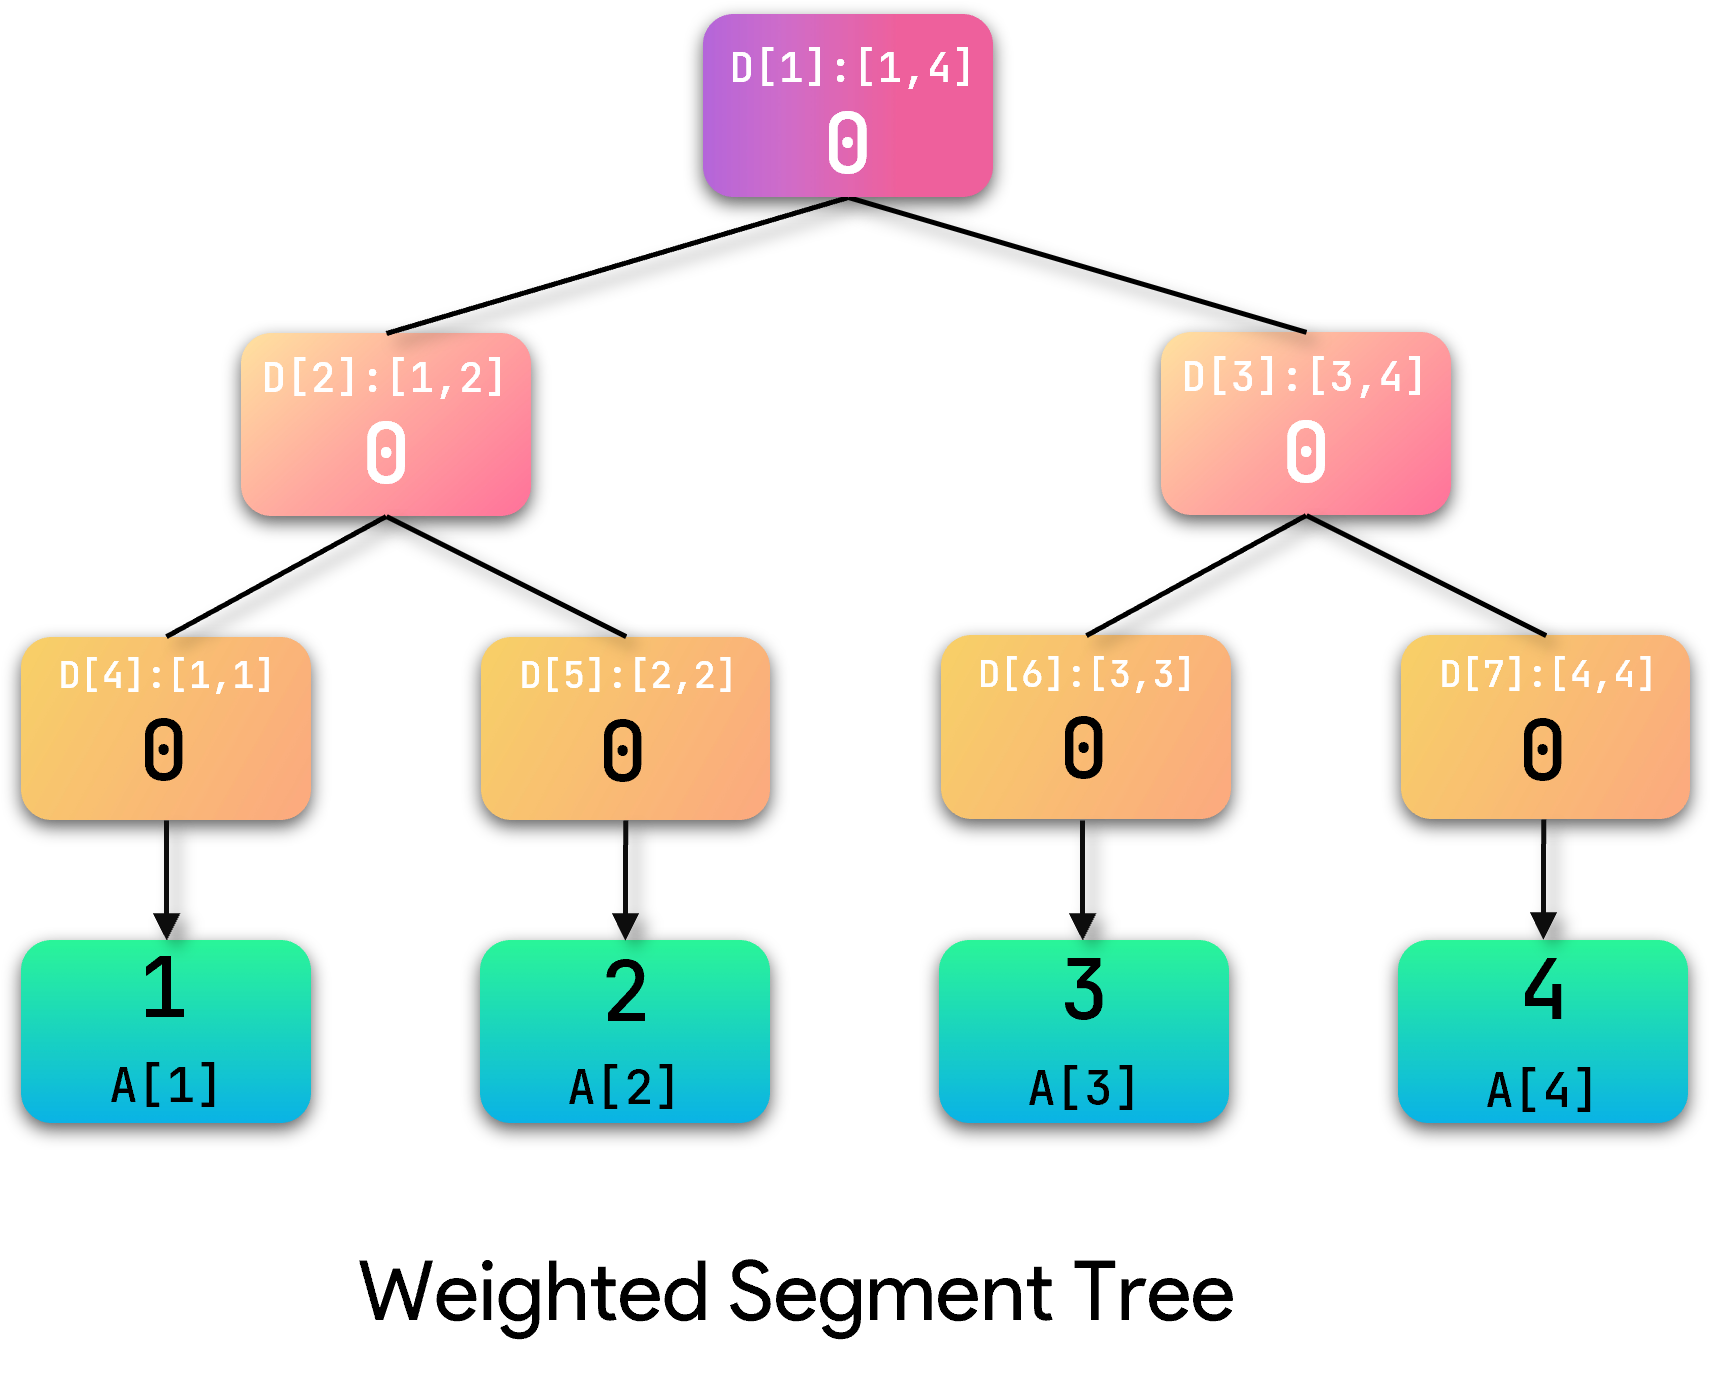 D[1]:[1,4]
0
D[2]:[1,2]
0
D[3]:[3,4]
0
D[4]:[1,1]
0
D[5]:[2,2]
0
D[6]:[3,3]
0
D[7]:[4,4]
0
1
A[1]
2
A[2]
3
A[3]
4
A[4]
Weighted Segment Tree